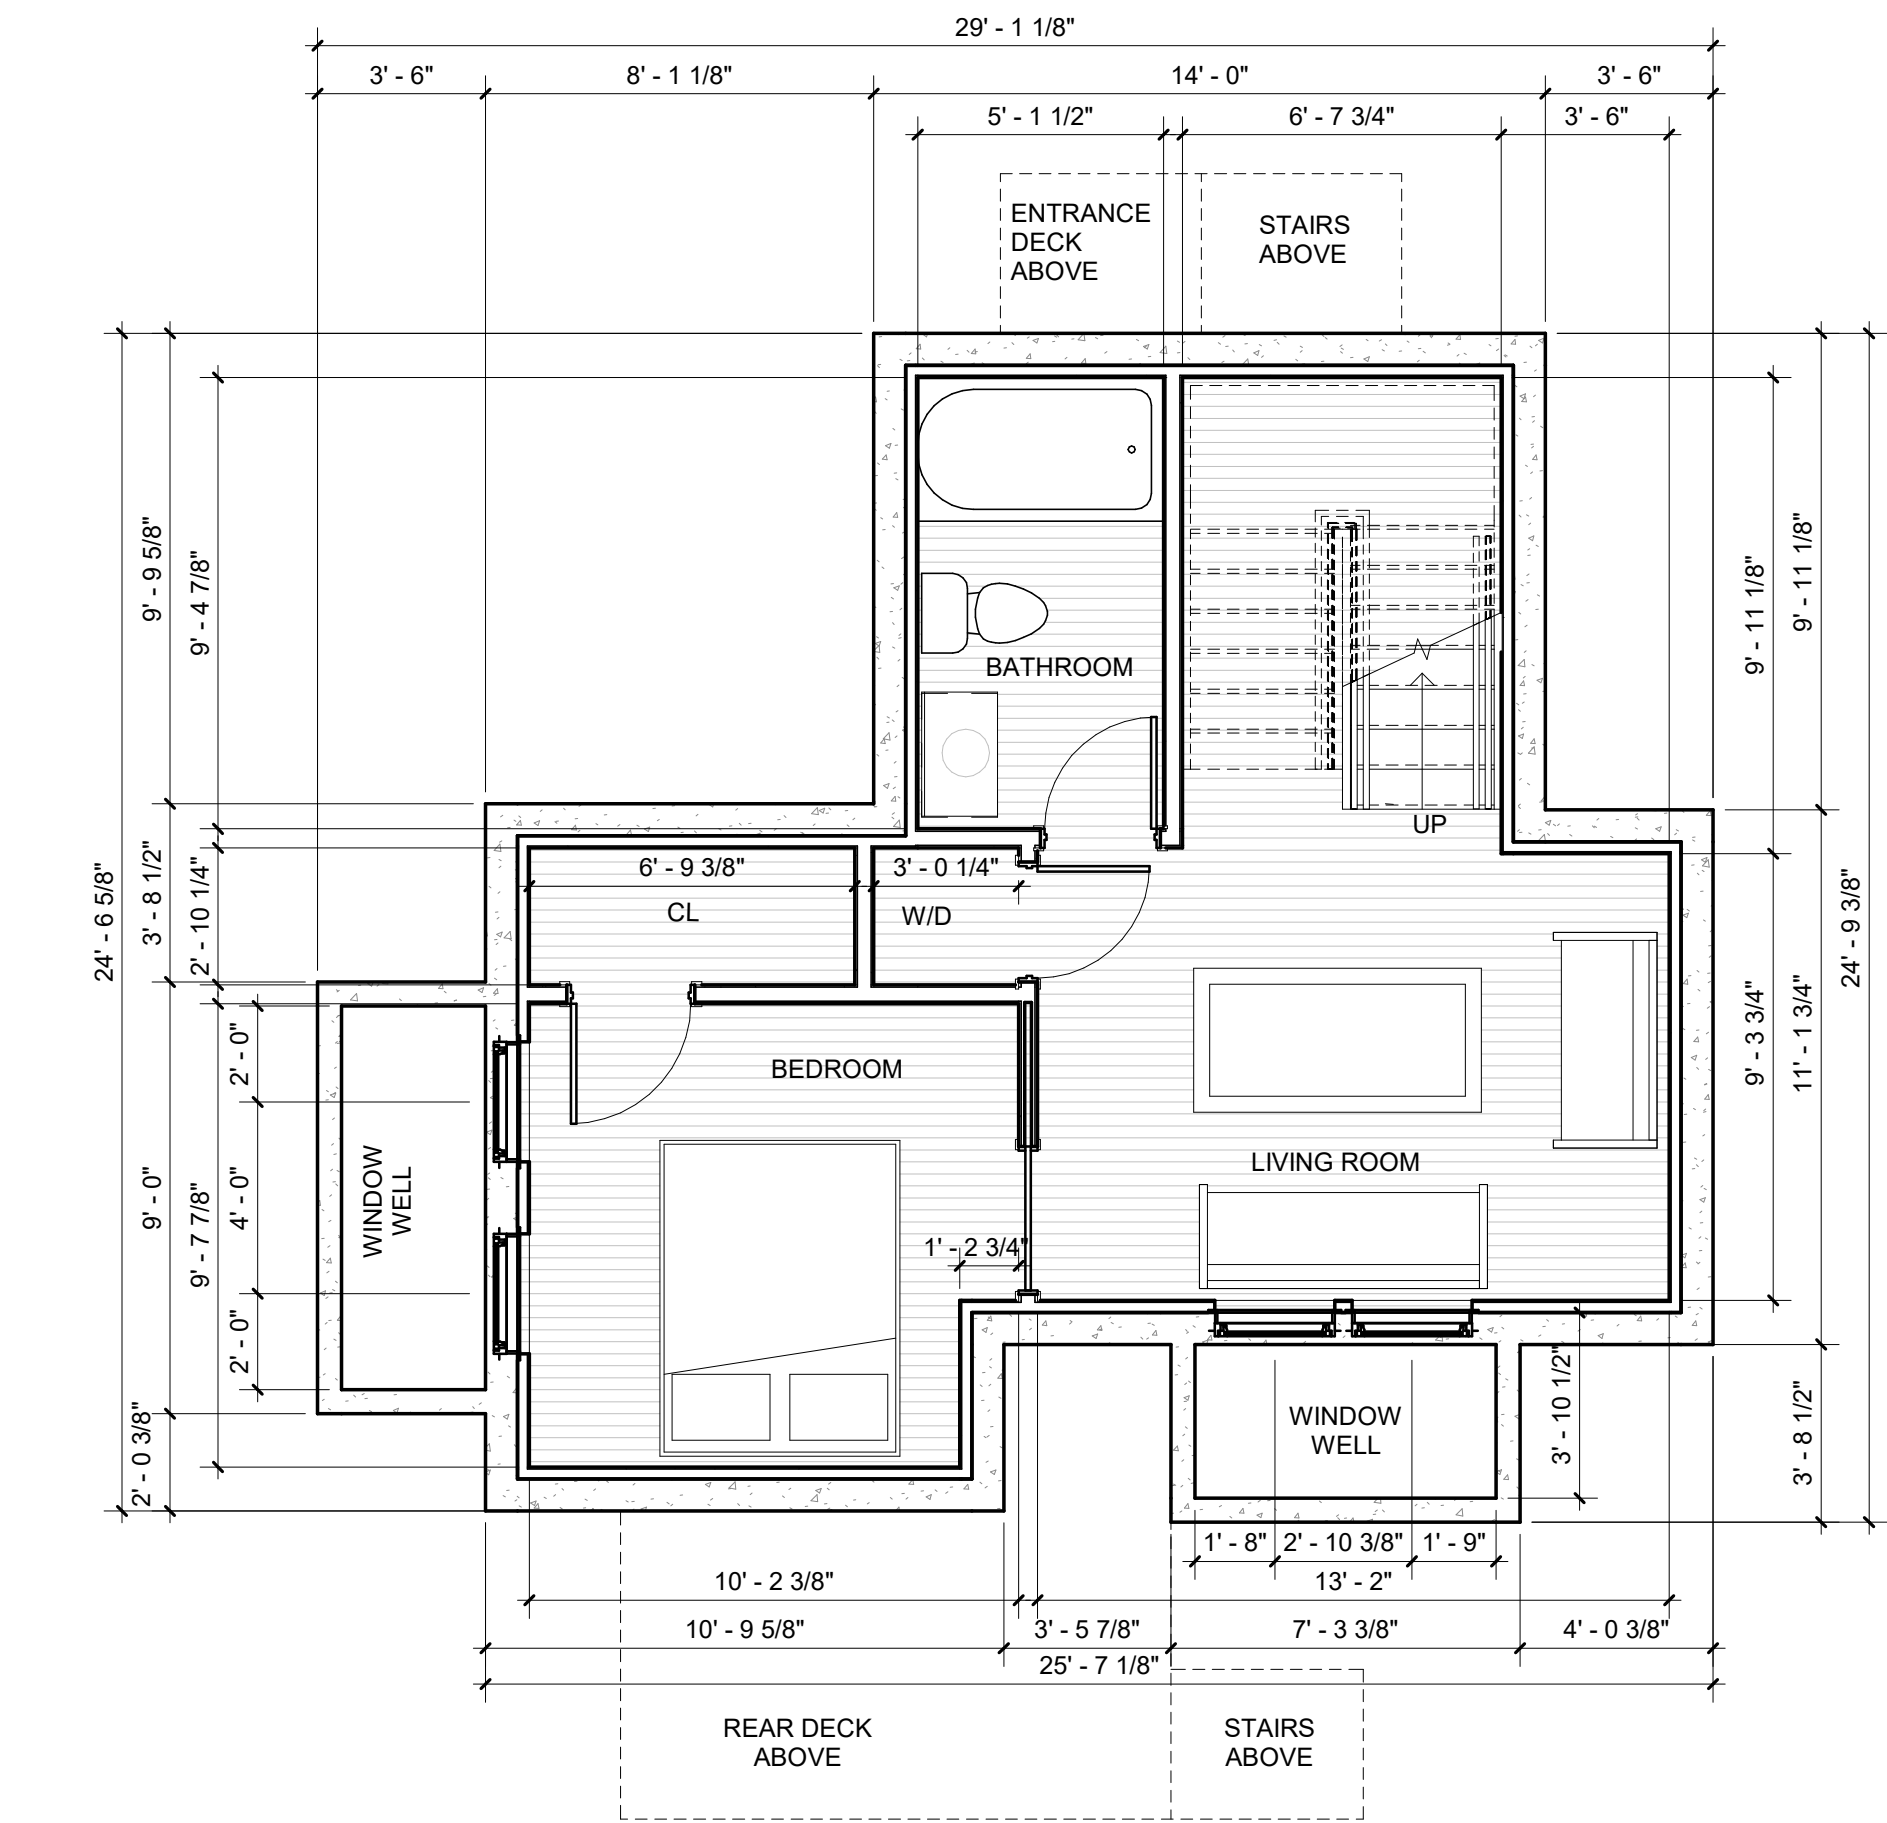 29' - 1 1/8"
3' - 6"
8' - 1 1/8"
14' - 0"
3' - 6"
5' - 1 1/2"
6' - 7 3/4"
3' - 6"
ENTRANCE
DECK
ABOVE
STAIRS
ABOVE
24' - 6 5/8"
9' - 9 5/8"
3' - 8 1/2"
9' - 0"
2' - 0 3/8"
9' - 4 7/8"
2' - 10 1/4"
9' - 7 7/8"
2' - 0"
4' - 0"
2' - 0"
BATHROOM
UP
6' - 9 3/8"
CL
3' - 0 1/4"
W/D
BEDROOM
WINDOW
WELL
LIVING ROOM
1' - 2 3/4"
WINDOW
WELL
3' - 10 1/2"
9' - 11 1/8"
9' - 3 3/4"
9' - 11 1/8"
11' - 1 3/4"
3' - 8 1/2"
24' - 9 3/8"
1' - 8"
2' - 10 3/8"
1' - 9"
10' - 2 3/8"
13' - 2"
10' - 9 5/8"
3' - 5 7/8"
7' - 3 3/8"
4' - 0 3/8"
25' - 7 1/8"
REAR DECK
ABOVE
STAIRS
ABOVE